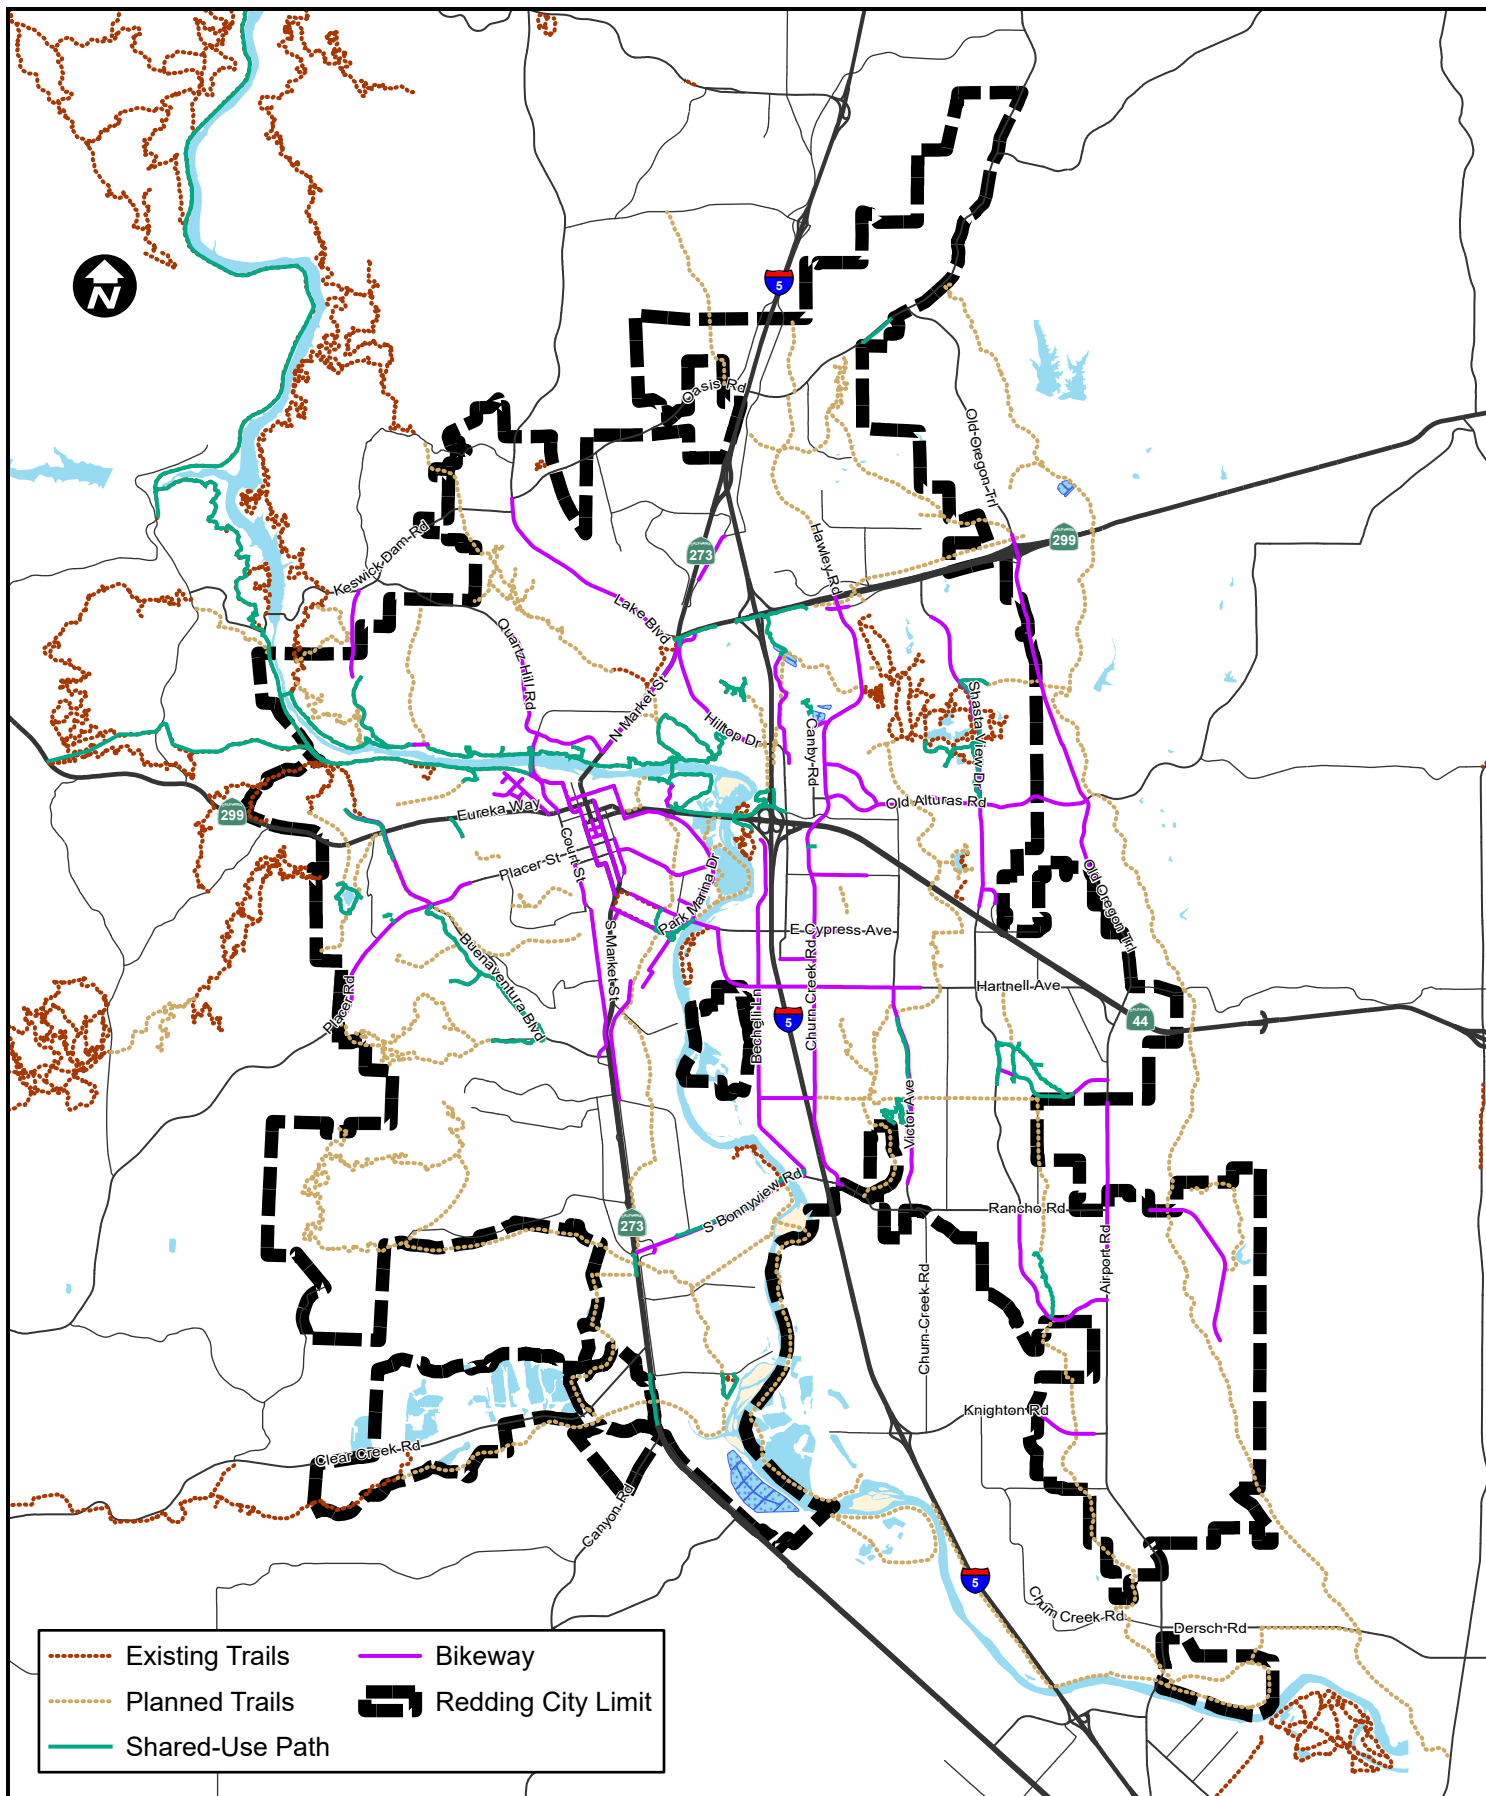 N
5
Oasis Rd
Old Oregon Trl
CALIFORNIA
299
CALIFORNIA
273
Hawley Rd
Keswick Dam Rd
Lake Blvd
Quartz Hill Rd
N Market St
Hilltop Dr
Canby Rd
Shasta View Dr
Old Alturas Rd
CALIFORNIA
299
Eureka Way
Placer St
Court St
Park Marina Dr
Old Oregon Trl
E Cypress Ave
S Market St
Buenaventura Blvd
Placer Rd
Bechelli Ln
Churn Creek Rd
Hartnell Ave
5
CALIFORNIA
44
Victor Ave
S Bonnyview Rd
CALIFORNIA
273
Rancho Rd
Airport Rd
Churn Creek Rd
Knighton Rd
Clear Creek Rd
Canyon Rd
5
Churn Creek Rd
Dersch Rd
Existing Trails
Planned Trails
Shared-Use Path
Bikeway
Redding City Limit